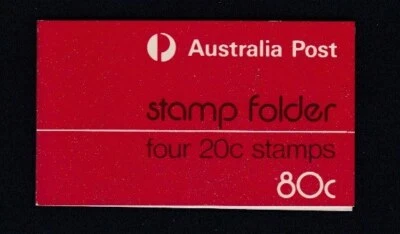 Australia Post
stamp folder
four 20c stamps
80c